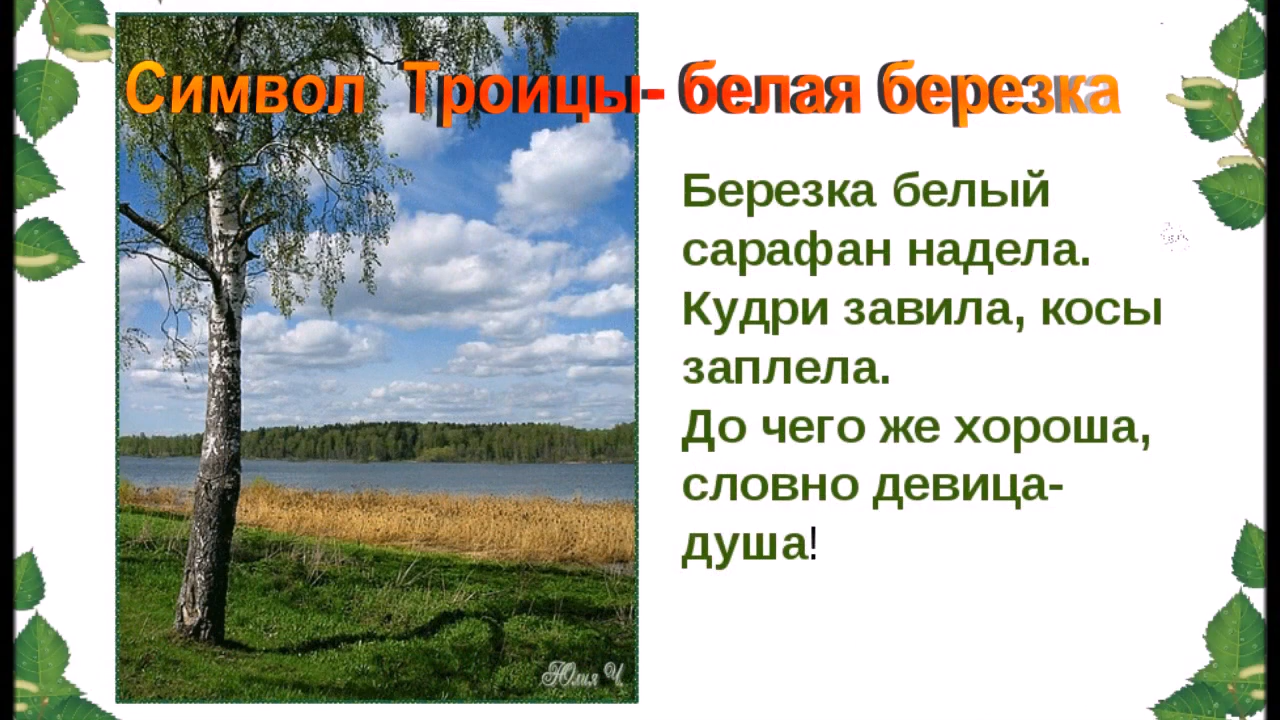 Символ Троицы- белая березка
Березка белый
сарафан надела.
Кудри завила, косы
заплела.
До чего же хороша,
словно девица-
душа!
Юлия Ч.